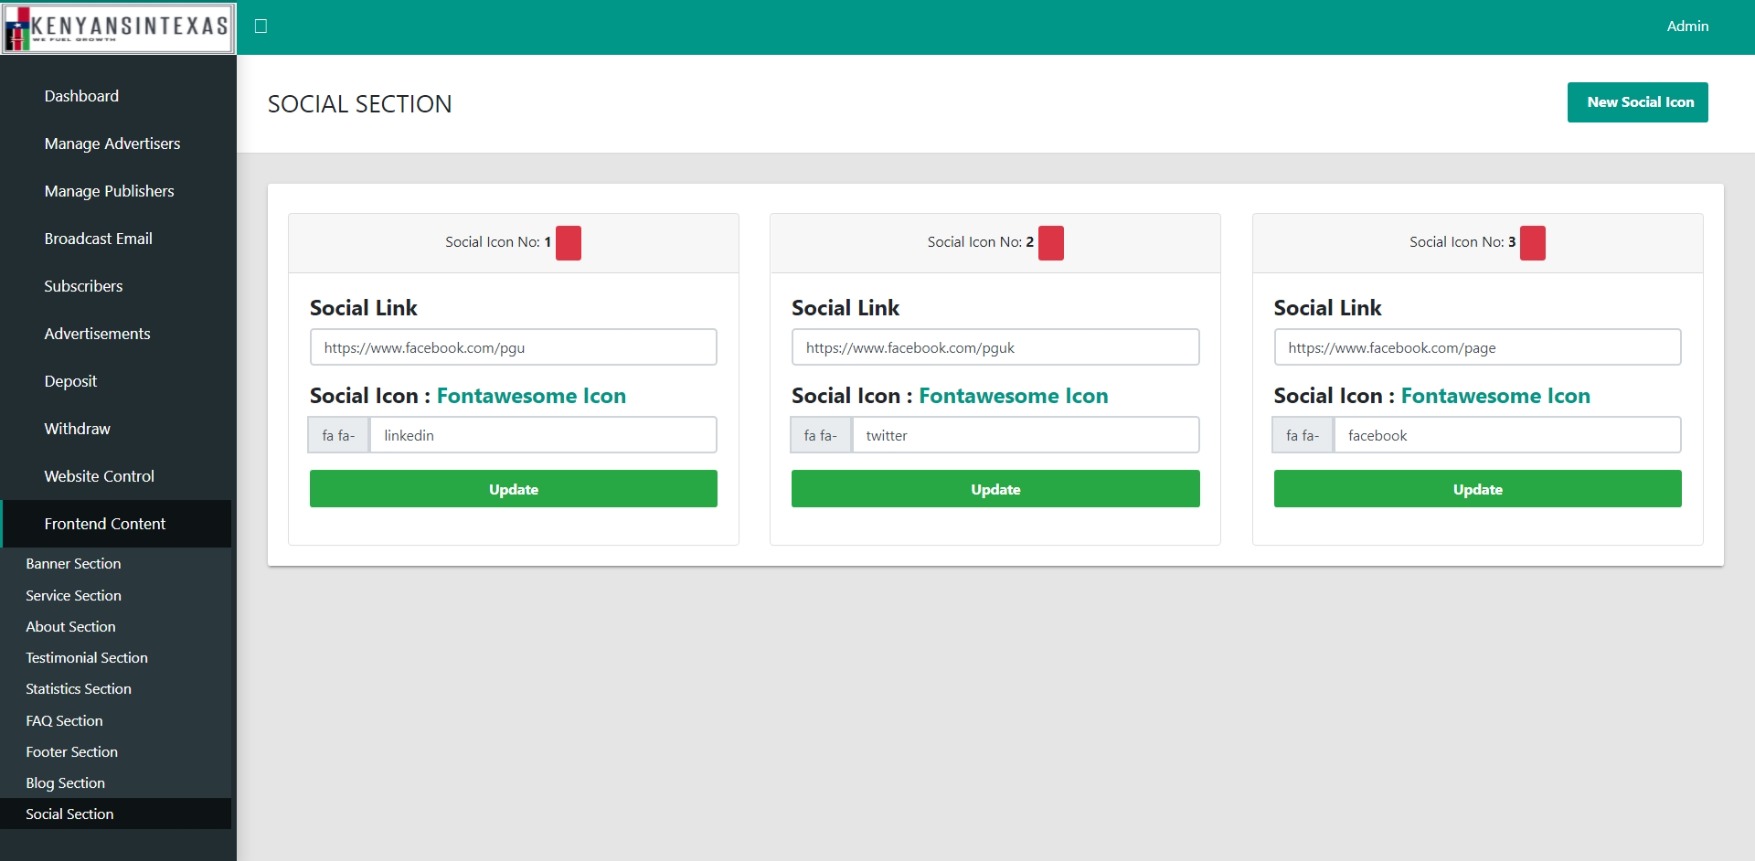 KENYANSINTEXAS
WE FUEL GROWTH
Admin
Dashboard
Manage Advertisers
Manage Publishers
Broadcast Email
Subscribers
Advertisements
Deposit
Withdraw
Website Control
Frontend Content
Banner Section
Service Section
About Section
Testimonial Section
Statistics Section
FAQ Section
Footer Section
Blog Section
Social Section
SOCIAL SECTION
New Social Icon
Social Icon No: 1
Social Link
https://www.facebook.com/pgu
Social Icon : Fontawesome Icon
fa fa- linkedin
Update
Social Icon No: 2
Social Link
https://www.facebook.com/pguk
Social Icon : Fontawesome Icon
fa fa- twitter
Update
Social Icon No: 3
Social Link
https://www.facebook.com/page
Social Icon : Fontawesome Icon
fa fa- facebook
Update